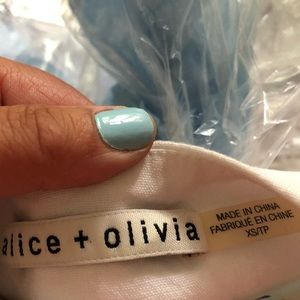 alice + olivia
MADE IN CHINA
FABRIQUÉ EN CHINE
XS/TP